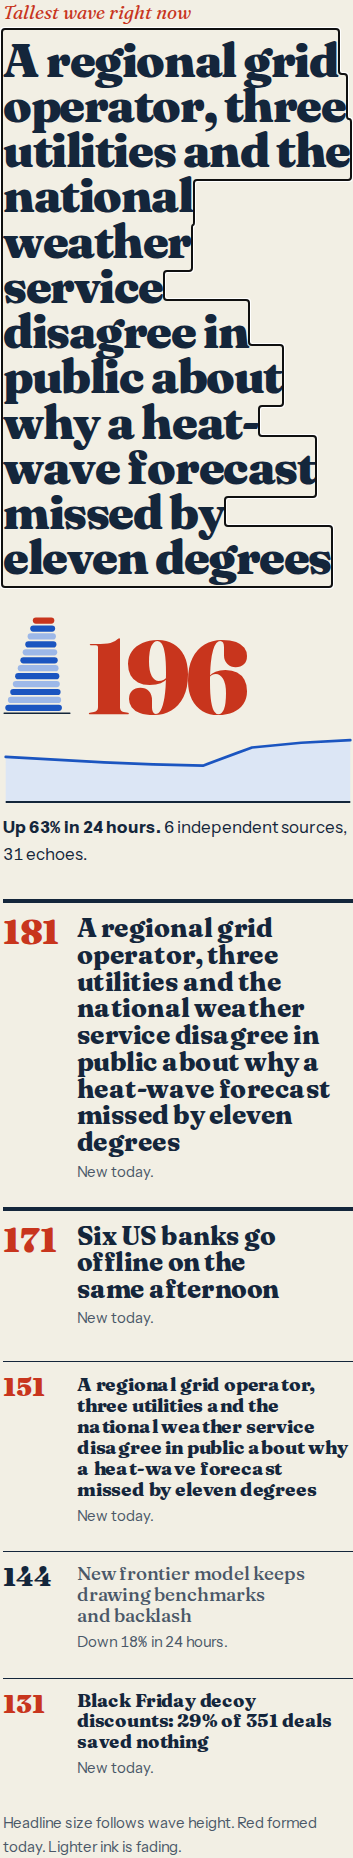 Tallest wave right now
A regional grid
operator, three
utilities and the
national
weather
service
disagree in
public about
why a heat-
wave forecast
missed by
eleven degrees
196
Up 63% in 24 hours. 6 independent sources,
31 echoes.
181
A regional grid
operator, three
utilities and the
national weather
service disagree in
public about why a
heat-wave forecast
missed by eleven
degrees
New today.
171
Six US banks go
offline on the
same afternoon
New today.
151
A regional grid operator,
three utilities and the
national weather service
disagree in public about why
a heat-wave forecast
missed by eleven degrees
New today.
144
New frontier model keeps
drawing benchmarks
and backlash
Down 18% in 24 hours.
131
Black Friday decoy
discounts: 29% of 351 deals
saved nothing
New today.
Headline size follows wave height. Red formed
today. Lighter ink is fading.